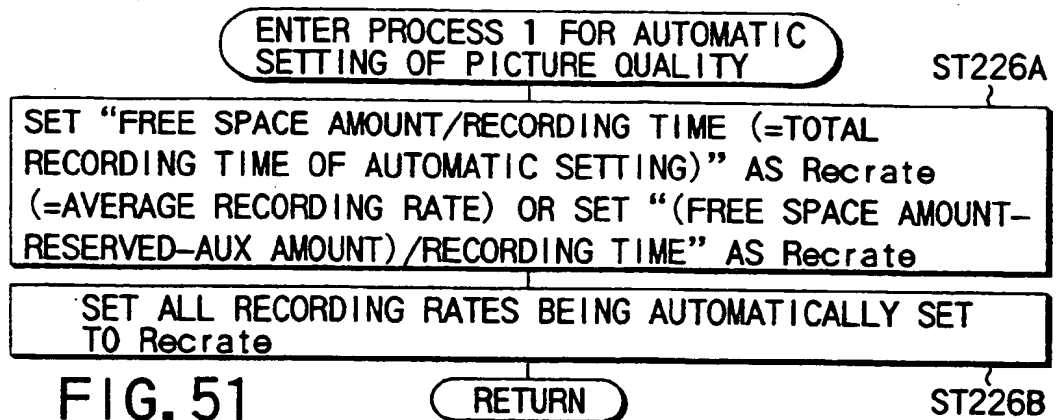 ENTER PROCESS 1 FOR AUTOMATIC
SETTING OF PICTURE QUALITY
ST226A
SET “FREE SPACE AMOUNT/RECORDING TIME (=TOTAL
RECORDING TIME OF AUTOMATIC SETTING)” AS Recrate
(=AVERAGE RECORDING RATE) OR SET “(FREE SPACE AMOUNT–
RESERVED–AUX AMOUNT)/RECORDING TIME” AS Recrate
SET ALL RECORDING RATES BEING AUTOMATICALLY SET
TO Recrate
FIG. 51
RETURN
ST226B